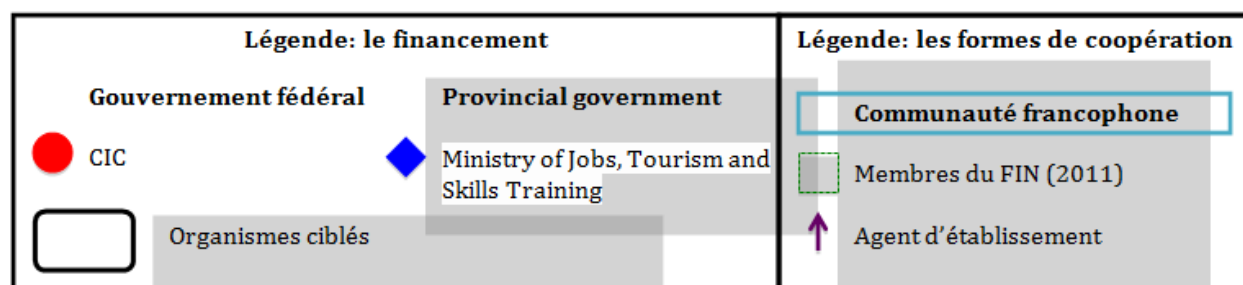 Légende: le financement
Gouvernement fédéral
Provincial government
CIC
Ministry of Jobs, Tourism and
Skills Training
Organismes ciblés
Légende: les formes de coopération
Communauté francophone
Membres du FIN (2011)
Agent d'établissement